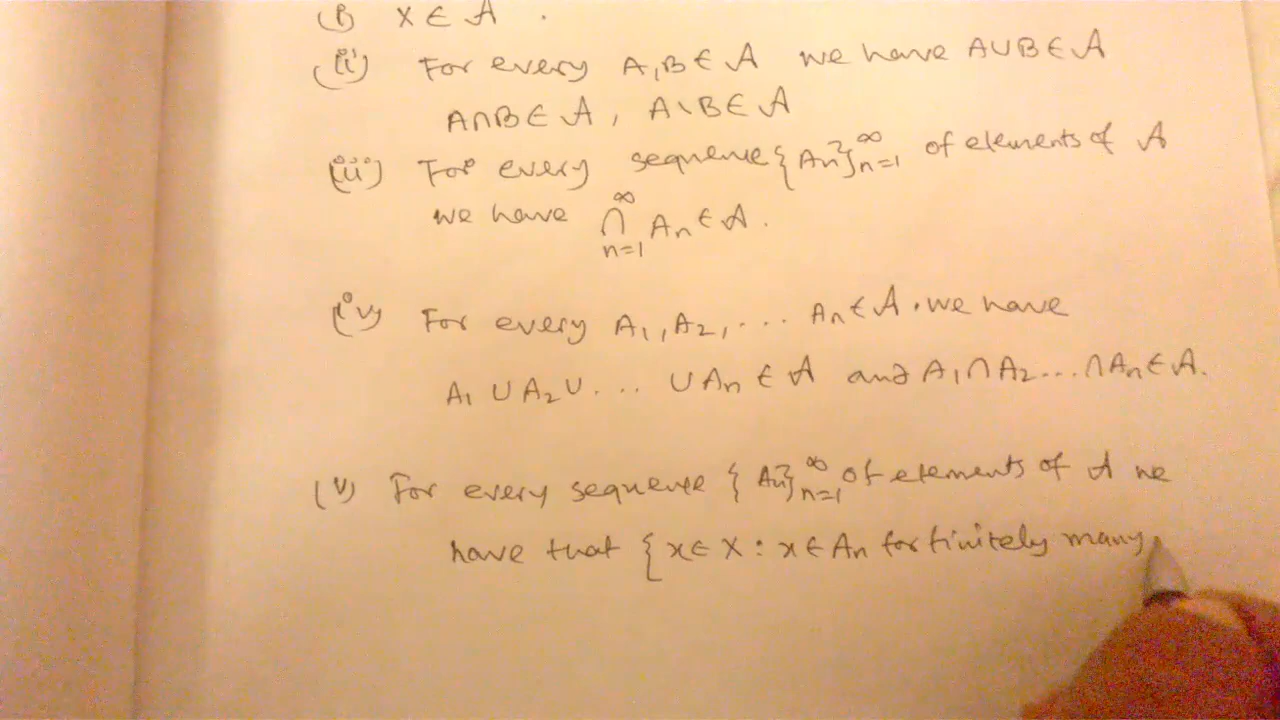 (i) X ∈ 𝒜 .
(ii) For every A, B ∈ 𝒜 we have A∪B ∈ 𝒜
A∩B ∈ 𝒜, A\B ∈ 𝒜
(iii) For every sequence {An}_{n=1}^∞ of elements of 𝒜
we have ⋂_{n=1}^∞ An ∈ 𝒜.
(iv) For every A₁, A₂, ... An ∈ 𝒜. we have
A₁ ∪ A₂ ∪ ... ∪ An ∈ 𝒜 and A₁ ∩ A₂ ... ∩ An ∈ 𝒜.
(v) For every sequence {An}_{n=1}^∞ of elements of 𝒜 we
have that {x ∈ X : x ∈ An for finitely many